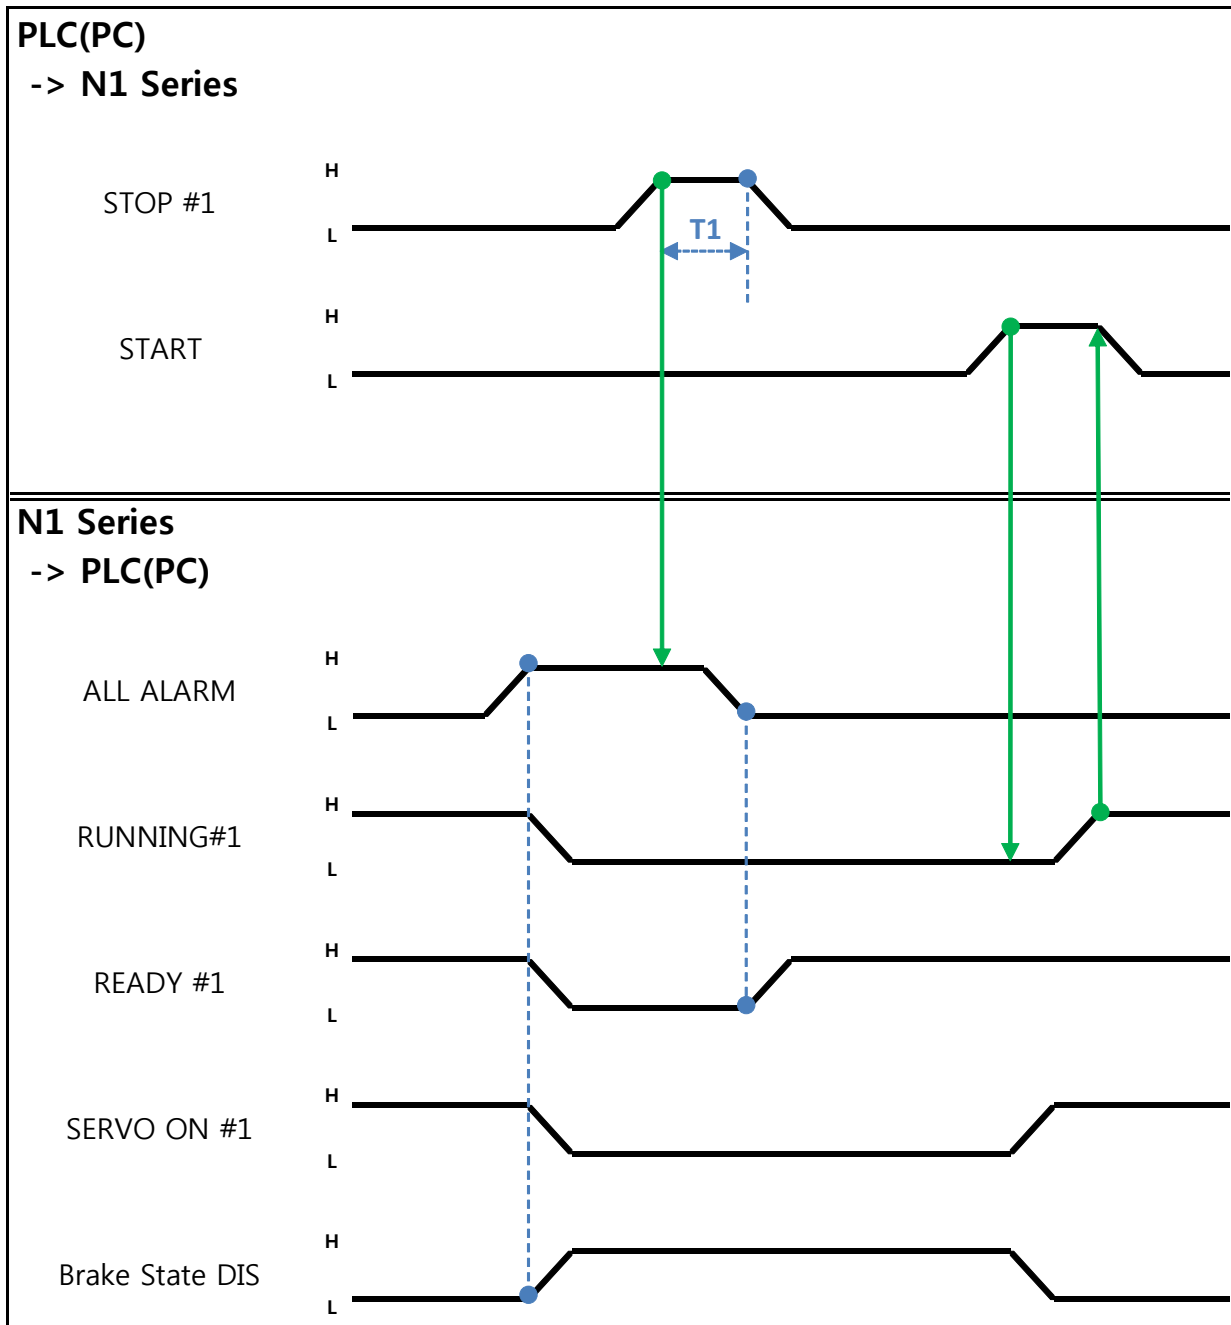 PLC(PC)
-> N1 Series
H
STOP #1
L
T1
H
START
L
N1 Series
-> PLC(PC)
H
ALL ALARM
L
H
RUNNING#1
L
H
READY #1
L
H
SERVO ON #1
L
H
Brake State DIS
L